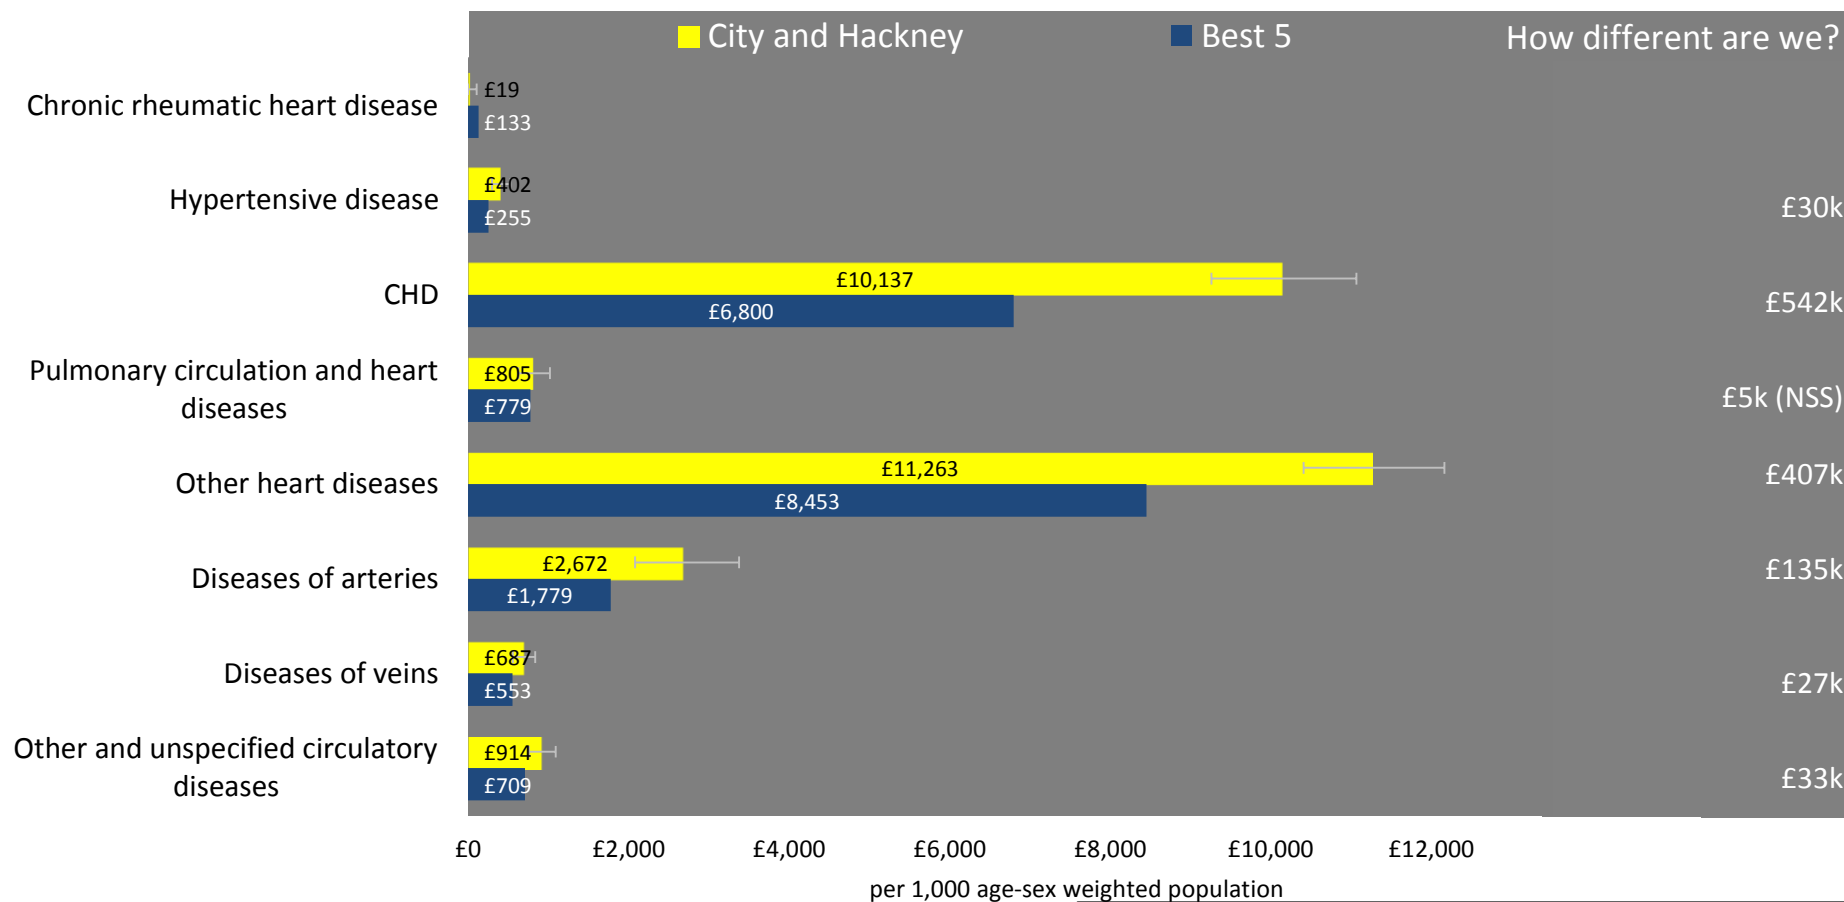 City and Hackney
Best 5
How different are we?
Chronic rheumatic heart disease
£19
£133
Hypertensive disease
£402
£255
£30k
CHD
£10,137
£6,800
£542k
Pulmonary circulation and heart
diseases
£805
£779
£5k (NSS)
Other heart diseases
£11,263
£8,453
£407k
Diseases of arteries
£2,672
£1,779
£135k
Diseases of veins
£687
£553
£27k
Other and unspecified circulatory
diseases
£914
£709
£33k
£0 £2,000 £4,000 £6,000 £8,000 £10,000 £12,000
per 1,000 age-sex weighted population